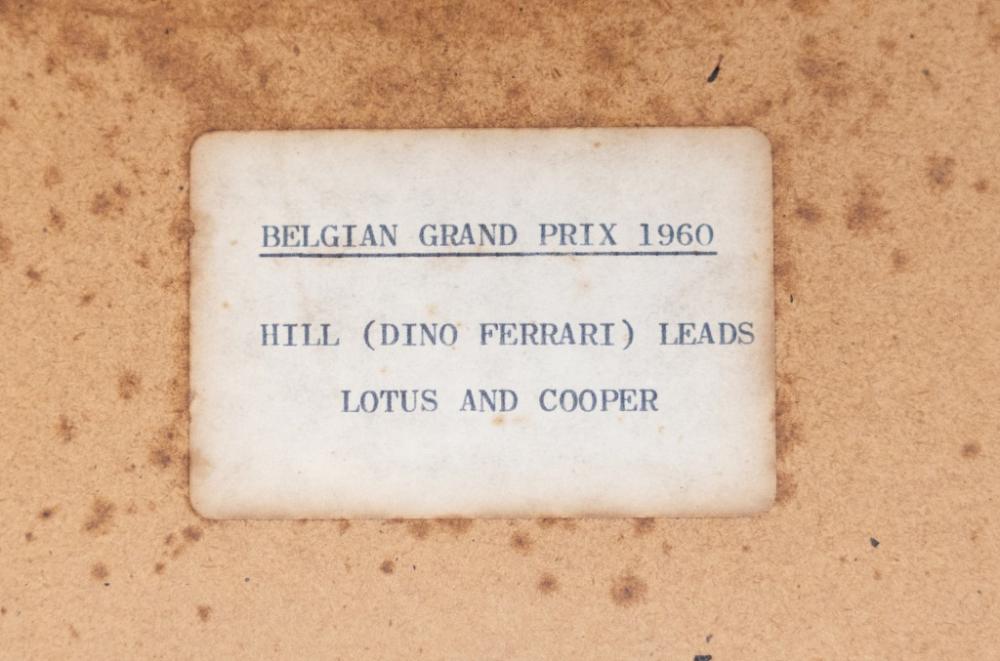 BELGIAN GRAND PRIX 1960
HILL (DINO FERRARI) LEADS
LOTUS AND COOPER